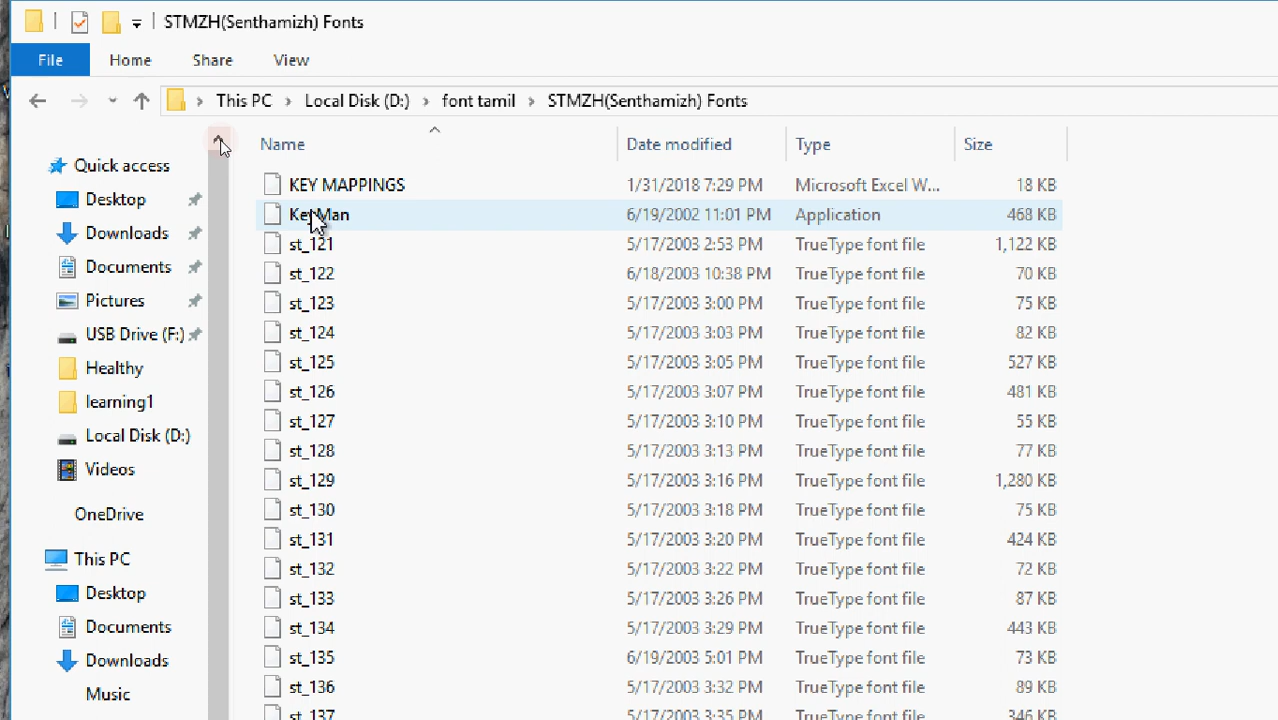 STMZH(Senthamizh) Fonts
File Home Share View
This PC Local Disk (D:) font tamil STMZH(Senthamizh) Fonts
Quick access
Desktop
Downloads
Documents
Pictures
USB Drive (F:)
Healthy
learning1
Local Disk (D:)
Videos
OneDrive
This PC
Desktop
Documents
Downloads
Music
Name Date modified Type Size
KEY MAPPINGS 1/31/2018 7:29 PM Microsoft Excel W... 18 KB
KeyMan 6/19/2002 11:01 PM Application 468 KB
st_121 5/17/2003 2:53 PM TrueType font file 1,122 KB
st_122 6/18/2003 10:38 PM TrueType font file 70 KB
st_123 5/17/2003 3:00 PM TrueType font file 75 KB
st_124 5/17/2003 3:03 PM TrueType font file 82 KB
st_125 5/17/2003 3:05 PM TrueType font file 527 KB
st_126 5/17/2003 3:07 PM TrueType font file 481 KB
st_127 5/17/2003 3:10 PM TrueType font file 55 KB
st_128 5/17/2003 3:13 PM TrueType font file 77 KB
st_129 5/17/2003 3:16 PM TrueType font file 1,280 KB
st_130 5/17/2003 3:18 PM TrueType font file 75 KB
st_131 5/17/2003 3:20 PM TrueType font file 424 KB
st_132 5/17/2003 3:22 PM TrueType font file 72 KB
st_133 5/17/2003 3:26 PM TrueType font file 87 KB
st_134 5/17/2003 3:29 PM TrueType font file 443 KB
st_135 6/19/2003 5:01 PM TrueType font file 73 KB
st_136 5/17/2003 3:32 PM TrueType font file 89 KB
st_137 5/17/2003 3:35 PM TrueType font file 346 KB